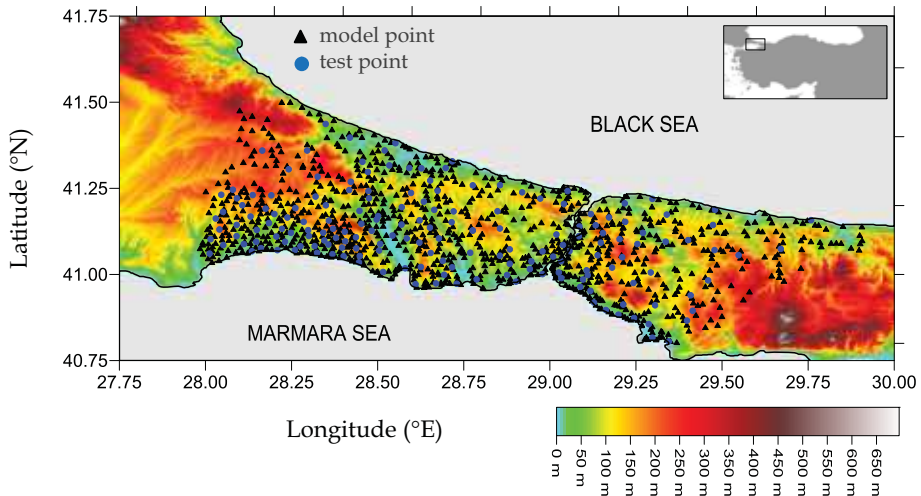 41.75
41.50
41.25
41.00
40.75
Latitude (°N)
model point
test point
BLACK SEA
MARMARA SEA
27.75 28.00 28.25 28.50 28.75 29.00 29.25 29.50 29.75 30.00
Longitude (°E)
0 m 50 m 100 m 150 m 200 m 250 m 300 m 350 m 400 m 450 m 500 m 550 m 600 m 650 m